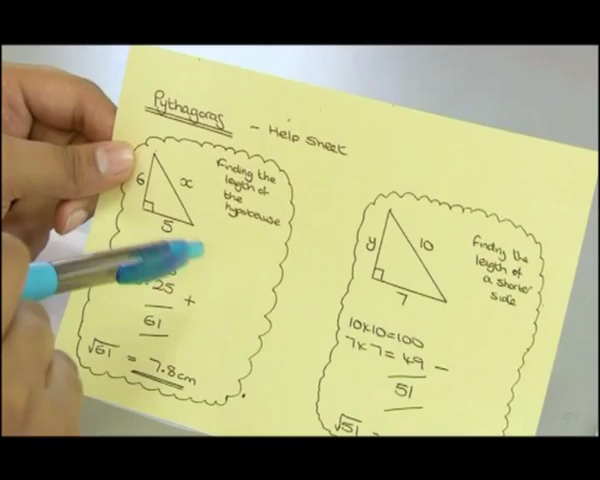 Pythagoras - Help Sheet
6
x
5
Finding the
length of
the
25 +
61
√61 = 7.8cm
y
10
7
Finding the
length of
a shorter
side
10x10=100
7x7= 49 -
51
√51 =